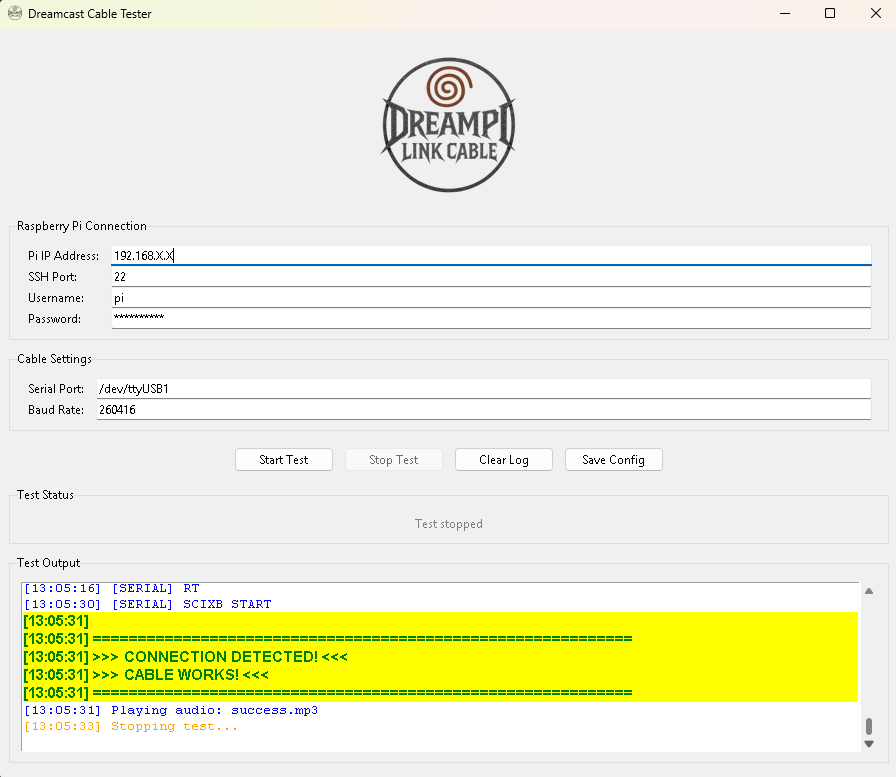 Dreamcast Cable Tester
DREAMPI
LINK CABLE
Raspberry Pi Connection
Pi IP Address: 192.168.X.X
SSH Port: 22
Username: pi
Password: **********
Cable Settings
Serial Port: /dev/ttyUSB1
Baud Rate: 260416
Start Test Stop Test Clear Log Save Config
Test Status
Test stopped
Test Output
[13:05:16] [SERIAL] RT
[13:05:30] [SERIAL] SCIXB START
[13:05:31]
[13:05:31] ============================================================
[13:05:31] >>> CONNECTION DETECTED! <<<
[13:05:31] >>> CABLE WORKS! <<<
[13:05:31] ============================================================
[13:05:31] Playing audio: success.mp3
[13:05:33] Stopping test...